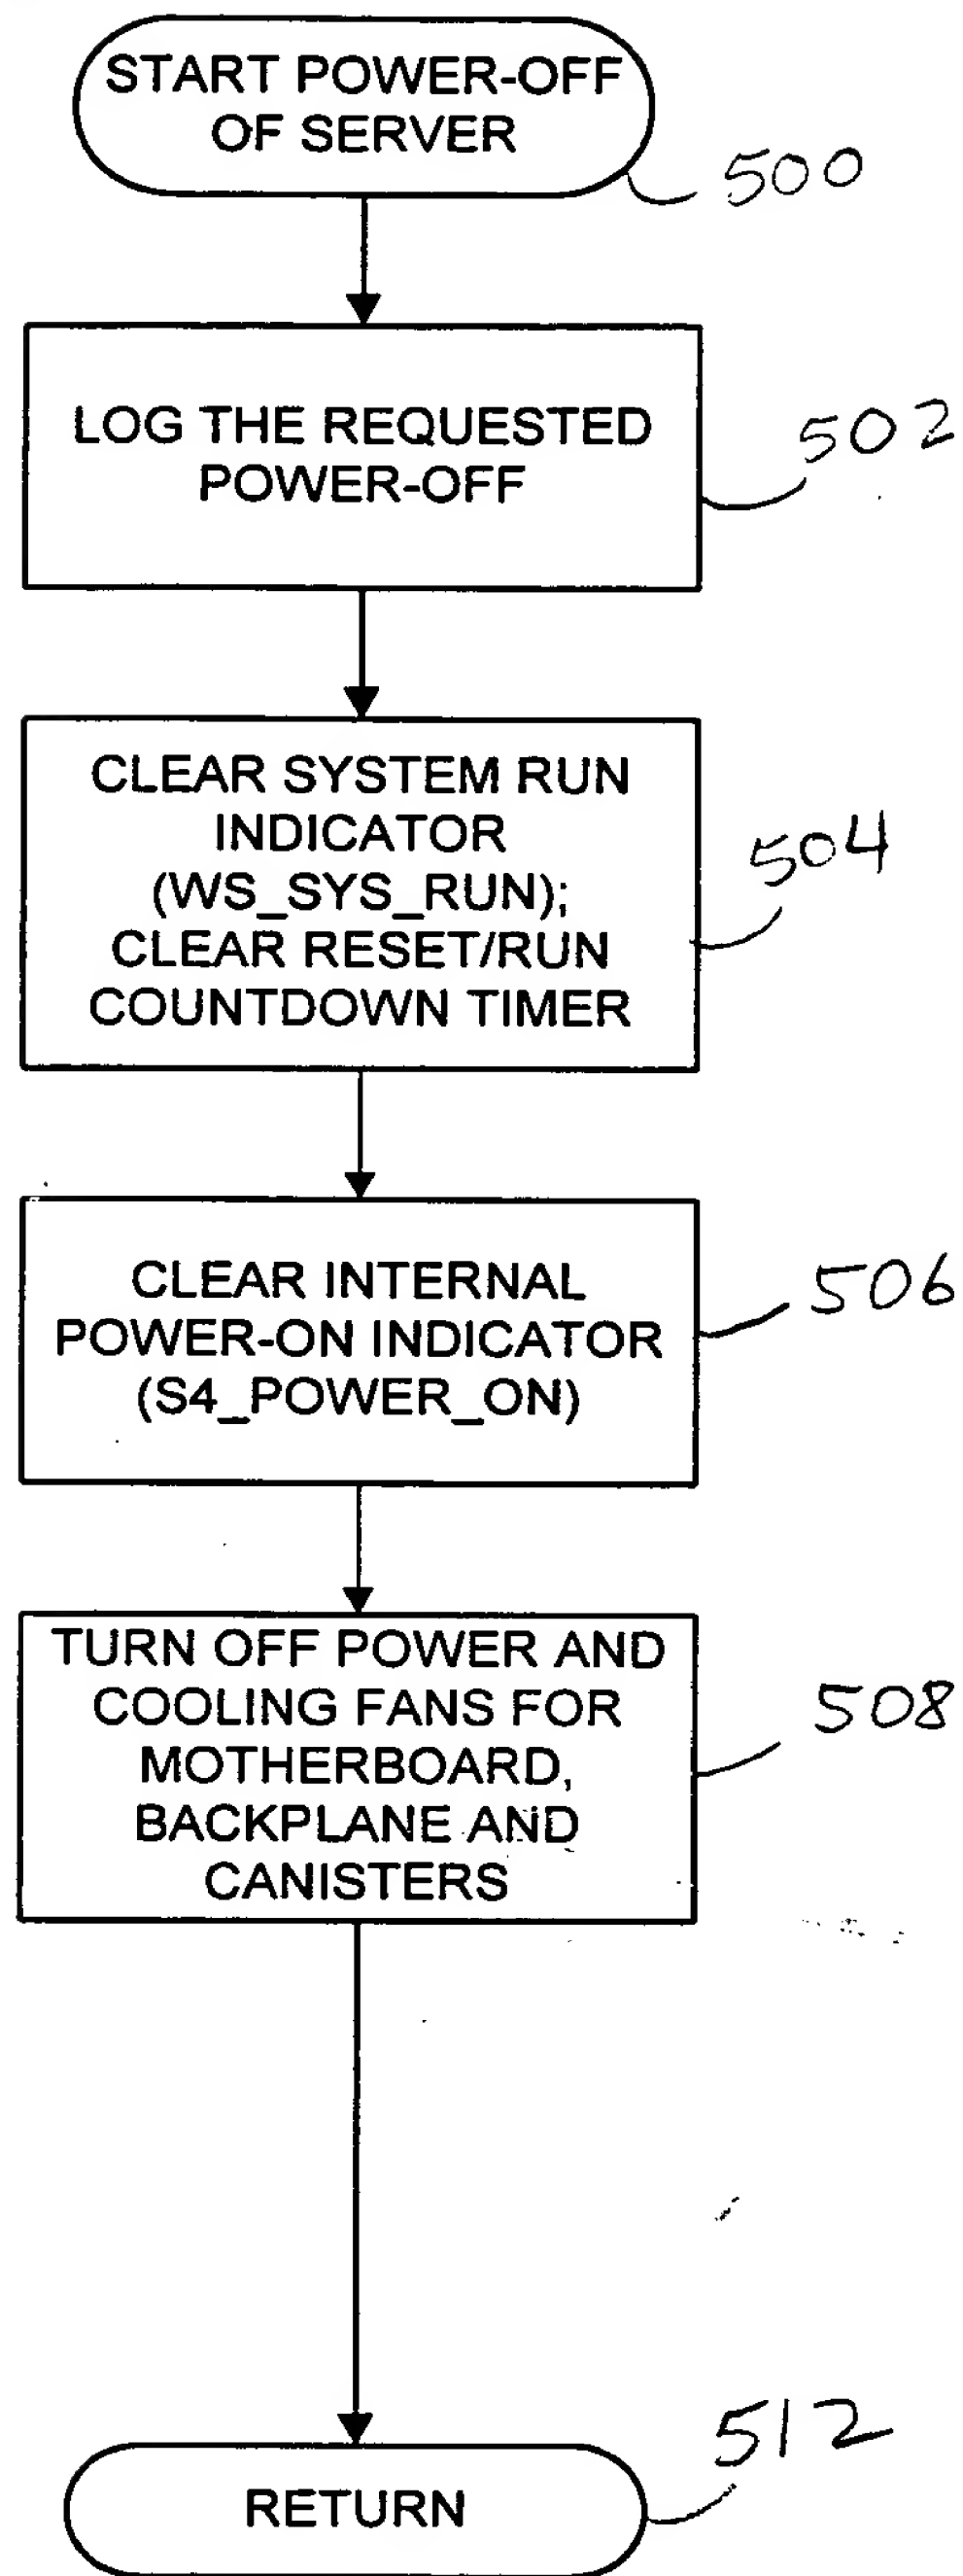 START POWER-OFF
OF SERVER
500
LOG THE REQUESTED
POWER-OFF
502
CLEAR SYSTEM RUN
INDICATOR
(WS_SYS_RUN);
CLEAR RESET/RUN
COUNTDOWN TIMER
504
CLEAR INTERNAL
POWER-ON INDICATOR
(S4_POWER_ON)
506
TURN OFF POWER AND
COOLING FANS FOR
MOTHERBOARD,
BACKPLANE AND
CANISTERS
508
RETURN
512